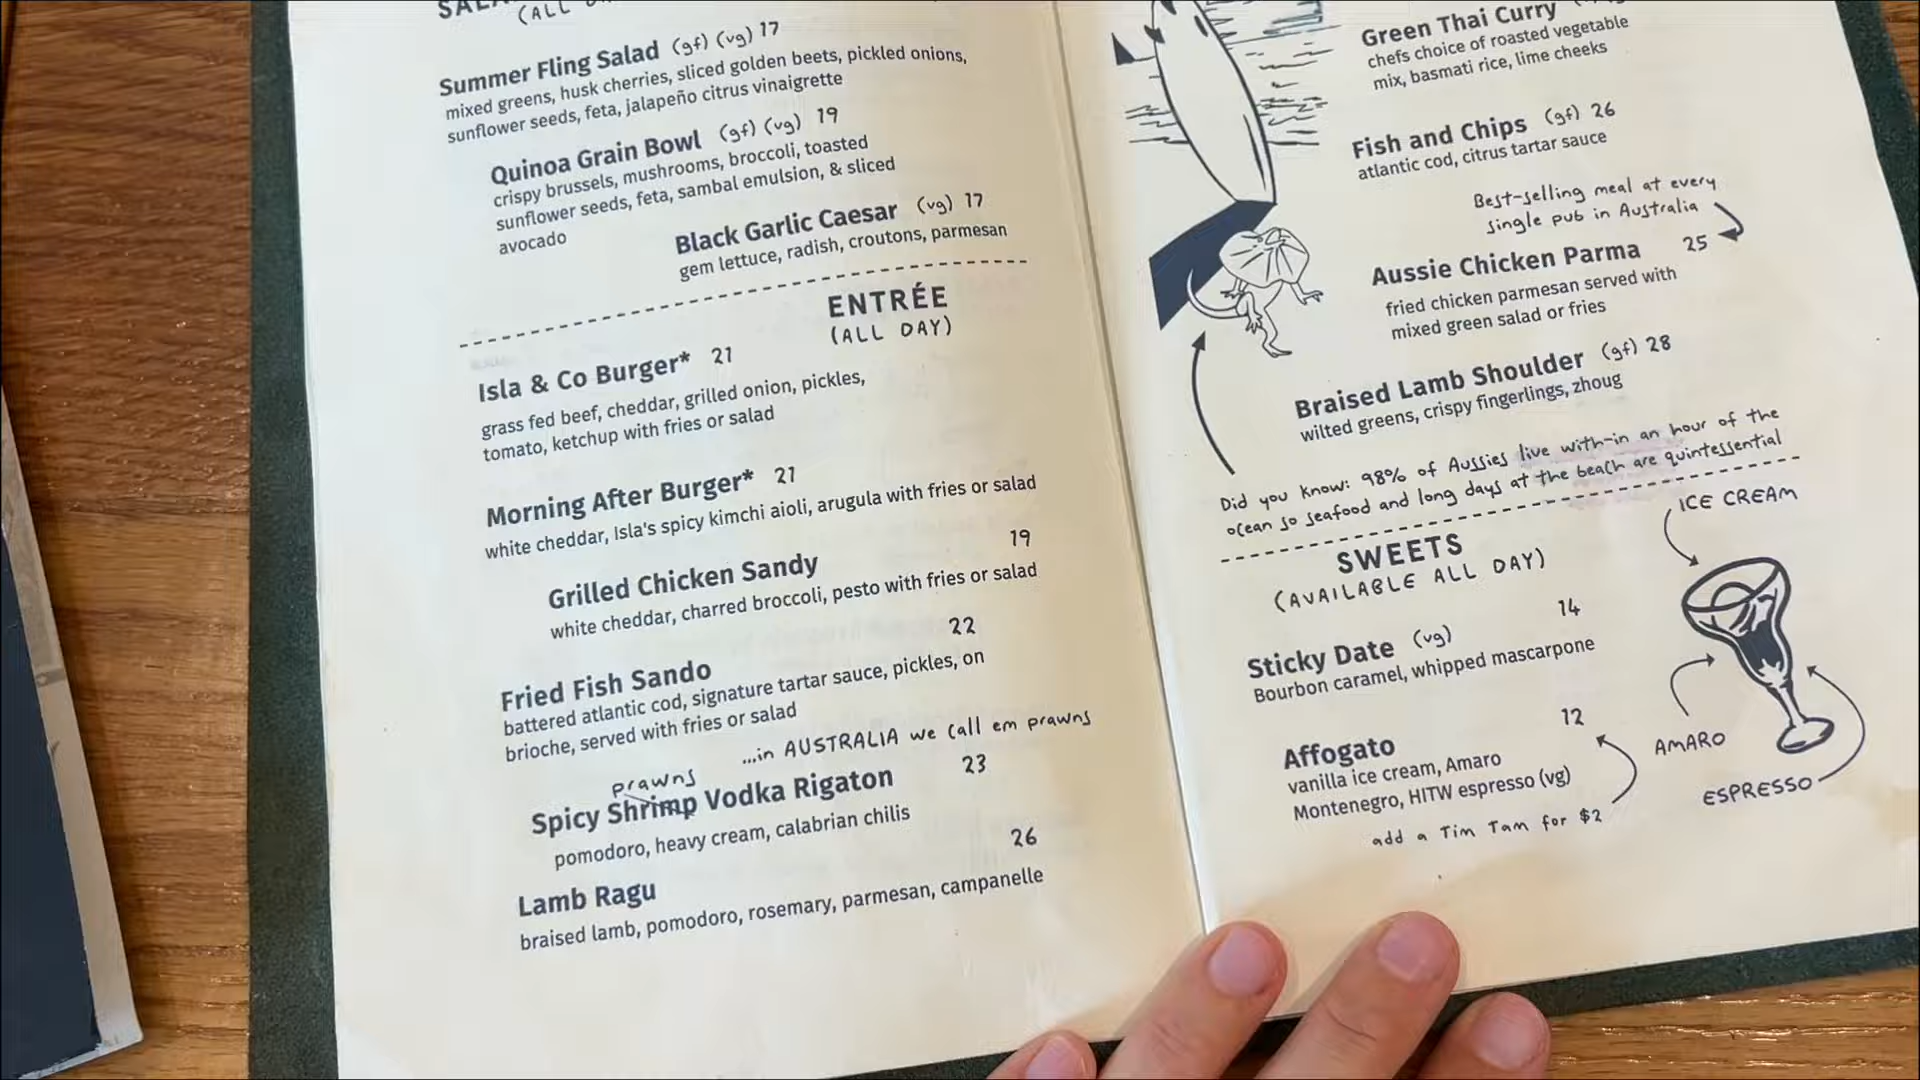 (ALL
Summer Fling Salad (gf) (vg) 17
mixed greens, husk cherries, sliced golden beets, pickled onions,
sunflower seeds, feta, jalapeño citrus vinaigrette
Quinoa Grain Bowl (gf) (vg) 19
crispy brussels, mushrooms, broccoli, toasted
sunflower seeds, feta, sambal emulsion, & sliced
avocado
Black Garlic Caesar (vg) 17
gem lettuce, radish, croutons, parmesan
ENTRÉE
(ALL DAY)
Isla & Co Burger* 21
grass fed beef, cheddar, grilled onion, pickles,
tomato, ketchup with fries or salad
Morning After Burger* 21
white cheddar, Isla's spicy kimchi aioli, arugula with fries or salad
19
Grilled Chicken Sandy
white cheddar, charred broccoli, pesto with fries or salad
22
Fried Fish Sando
battered atlantic cod, signature tartar sauce, pickles, on
brioche, served with fries or salad
...in AUSTRALIA we call em prawns
prawns
Spicy Shrimp Vodka Rigaton 23
pomodoro, heavy cream, calabrian chilis
26
Lamb Ragu
braised lamb, pomodoro, rosemary, parmesan, campanelle
Green Thai Curry
chefs choice of roasted vegetable
mix, basmati rice, lime cheeks
Fish and Chips (gf) 26
atlantic cod, citrus tartar sauce
Best-selling meal at every
single pub in Australia
Aussie Chicken Parma 25
fried chicken parmesan served with
mixed green salad or fries
Braised Lamb Shoulder (gf) 28
wilted greens, crispy fingerlings, zhoug
Did you know: 98% of Aussies live with-in an hour of the
ocean so seafood and long days at the beach are quintessential
SWEETS
(AVAILABLE ALL DAY)
14
Sticky Date (vg)
Bourbon caramel, whipped mascarpone
12
Affogato
vanilla ice cream, Amaro
Montenegro, HITW espresso (vg)
add a Tim Tam for $2
ICE CREAM
AMARO
ESPRESSO